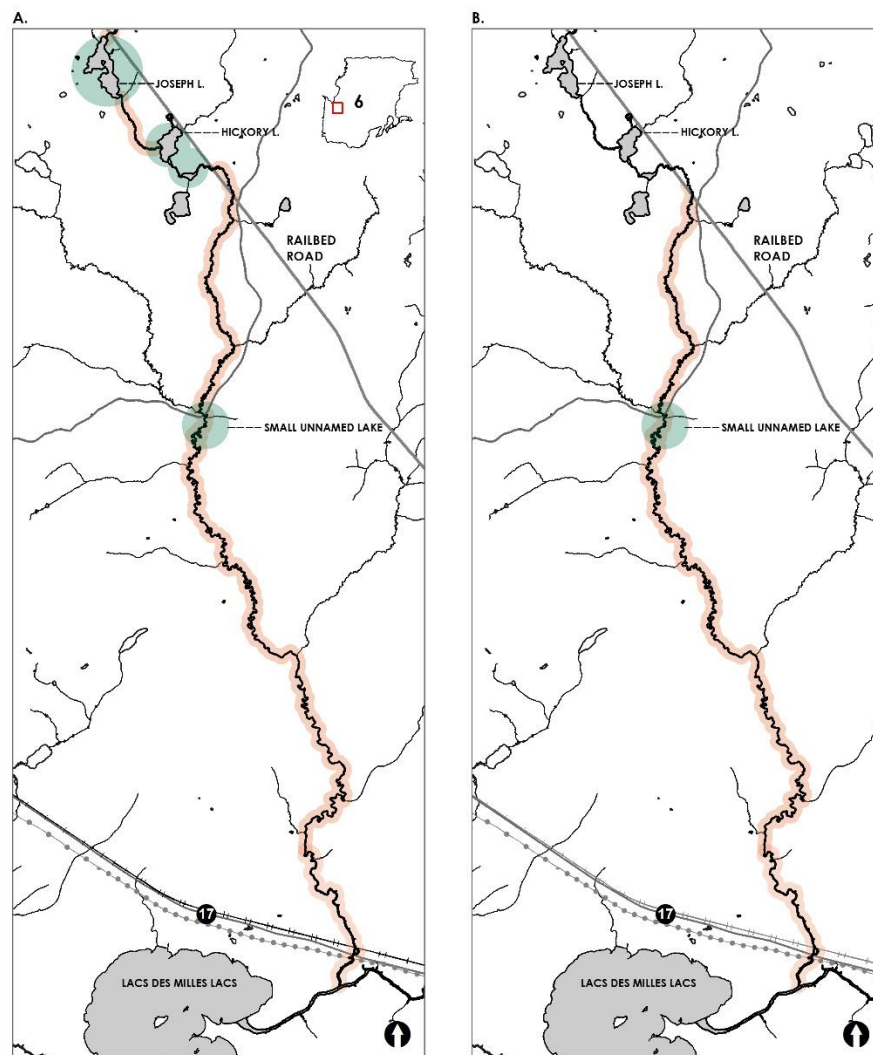 A.
JOSEPH L.
6
HICKORY L.
RAILBED
ROAD
SMALL UNNAMED LAKE
17
LACS DES MILLES LACS
B.
JOSEPH L.
HICKORY L.
RAILBED
ROAD
SMALL UNNAMED LAKE
17
LACS DES MILLES LACS